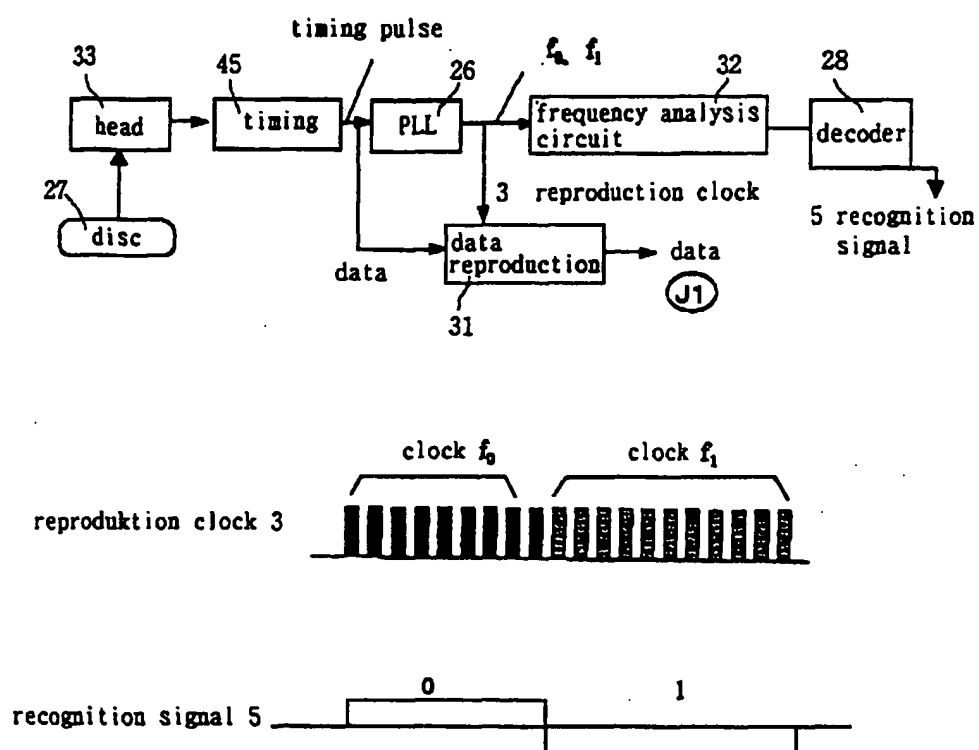 timing pulse
f₀, f₁
33
45
26
32
28
head
timing
PLL
frequency analysis
circuit
decoder
27
disc
3 reproduction clock
5 recognition
signal
data
data
reproduction
data
J1
31
clock f₀
clock f₁
reproduktion clock 3
0
1
recognition signal 5